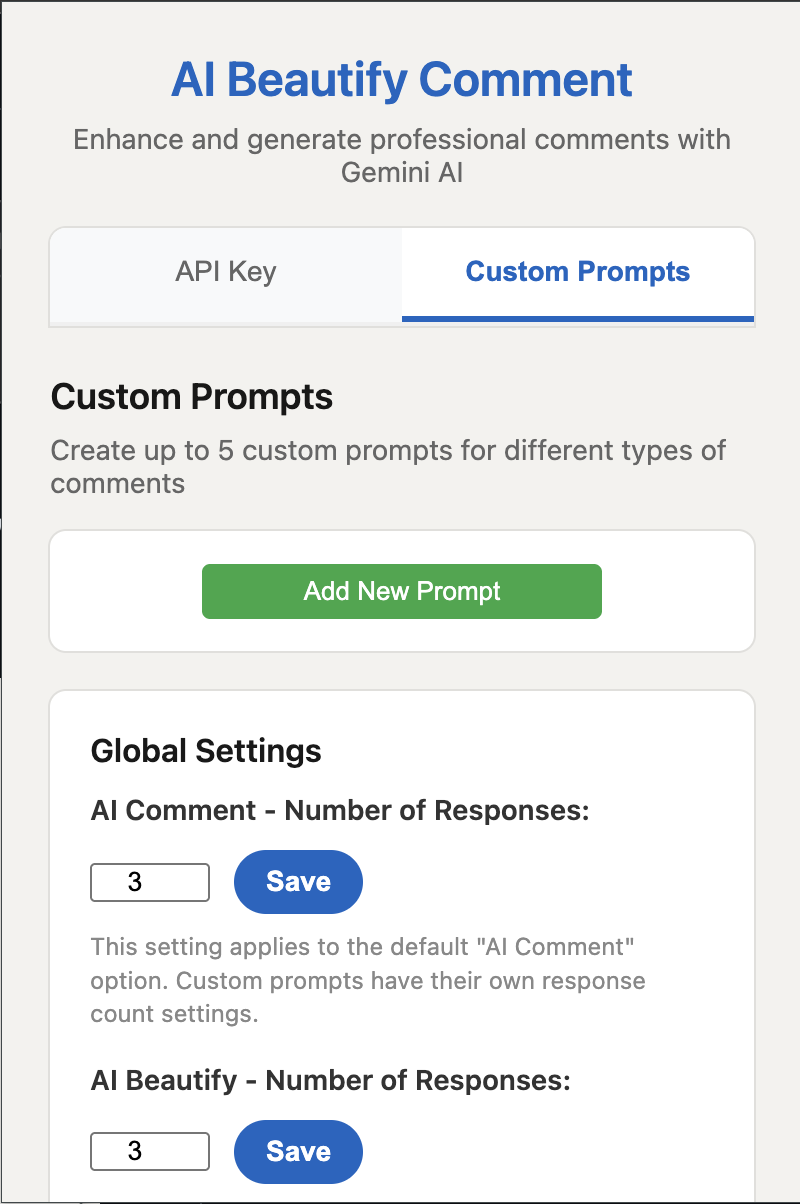 AI Beautify Comment
Enhance and generate professional comments with
Gemini AI
API Key
Custom Prompts
Custom Prompts
Create up to 5 custom prompts for different types of
comments
Add New Prompt
Global Settings
AI Comment - Number of Responses:
3
Save
This setting applies to the default "AI Comment"
option. Custom prompts have their own response
count settings.
AI Beautify - Number of Responses:
3
Save